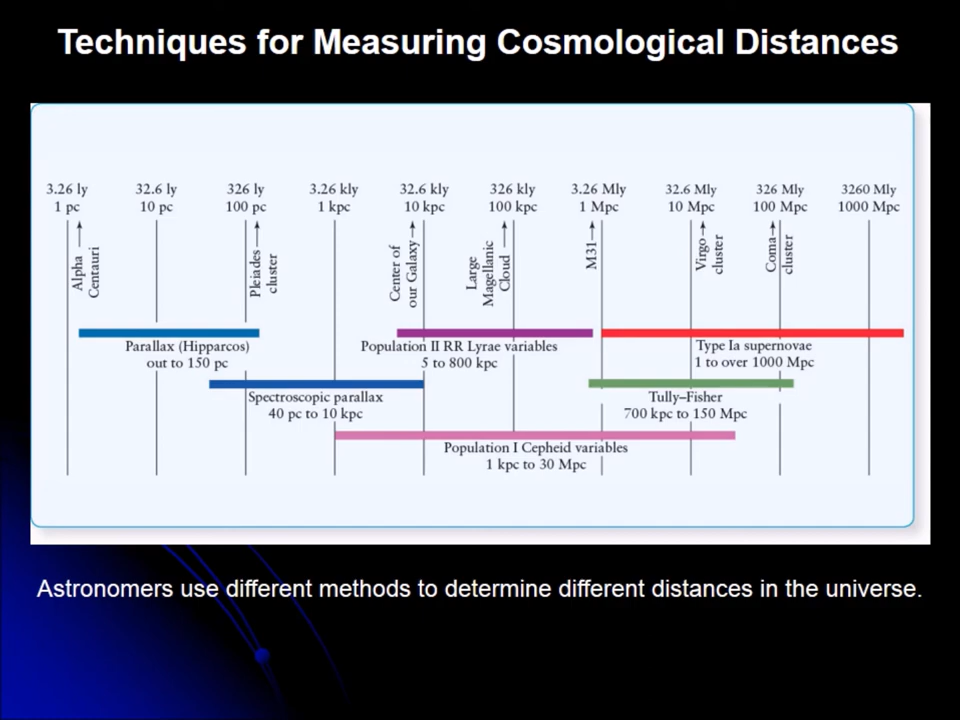 Techniques for Measuring Cosmological Distances
3.26 ly 32.6 ly 326 ly 3.26 kly 32.6 kly 326 kly 3.26 Mly 32.6 Mly 326 Mly 3260 Mly
1 pc 10 pc 100 pc 1 kpc 10 kpc 100 kpc 1 Mpc 10 Mpc 100 Mpc 1000 Mpc
Alpha
Centauri
Pleiades
cluster
Center of
our Galaxy
Large
Magellanic
Cloud
M31
Virgo
cluster
Coma
cluster
Parallax (Hipparcos)
out to 150 pc
Population II RR Lyrae variables
5 to 800 kpc
Type Ia supernovae
1 to over 1000 Mpc
Spectroscopic parallax
40 pc to 10 kpc
Tully–Fisher
700 kpc to 150 Mpc
Population I Cepheid variables
1 kpc to 30 Mpc
Astronomers use different methods to determine different distances in the universe.